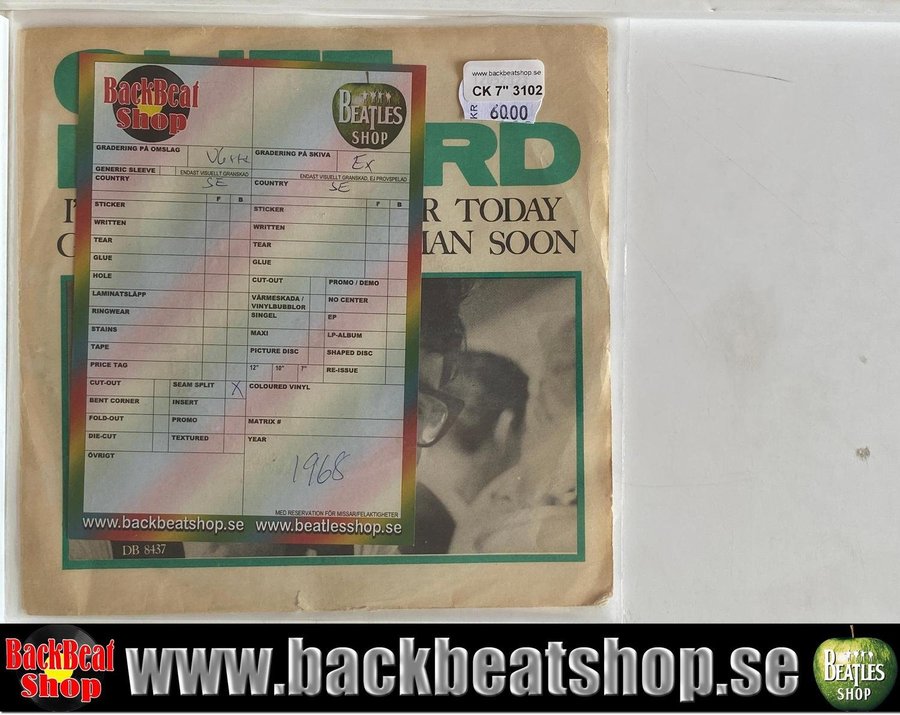 RD
R TODAY
IAN SOON
DB 8437
www.backbeatshop.se
CK 7" 3102
KR 60.00
BackBeat
Shop
BEATLES
SHOP
GRADERING PÅ OMSLAG
GRADERING PÅ SKIVA Ex
GENERIC SLEEVE
ENDAST VISUELLT GRANSKAD
ENDAST VISUELLT GRANSKAD, EJ PROVSPELAD
COUNTRY SE
COUNTRY SE
F B
STICKER
WRITTEN
TEAR
GLUE
HOLE
LAMINATSLÄPP
RINGWEAR
STAINS
TAPE
PRICE TAG
CUT-OUT SEAM SPLIT X
BENT CORNER INSERT
FOLD-OUT PROMO
DIE-CUT TEXTURED
ÖVRIGT
F B
STICKER
WRITTEN
TEAR
GLUE
CUT-OUT PROMO / DEMO
VÄRMESKADA / NO CENTER
VINYLBUBBLOR
SINGEL EP
MAXI LP-ALBUM
PICTURE DISC SHAPED DISC
12" 10" 7" RE-ISSUE
COLOURED VINYL
MATRIX #
YEAR
1968
MED RESERVATION FÖR MISSAR/FELAKTIGHETER
www.backbeatshop.se www.beatlesshop.se
BackBeat
Shop
www.backbeatshop.se
BEATLES
SHOP